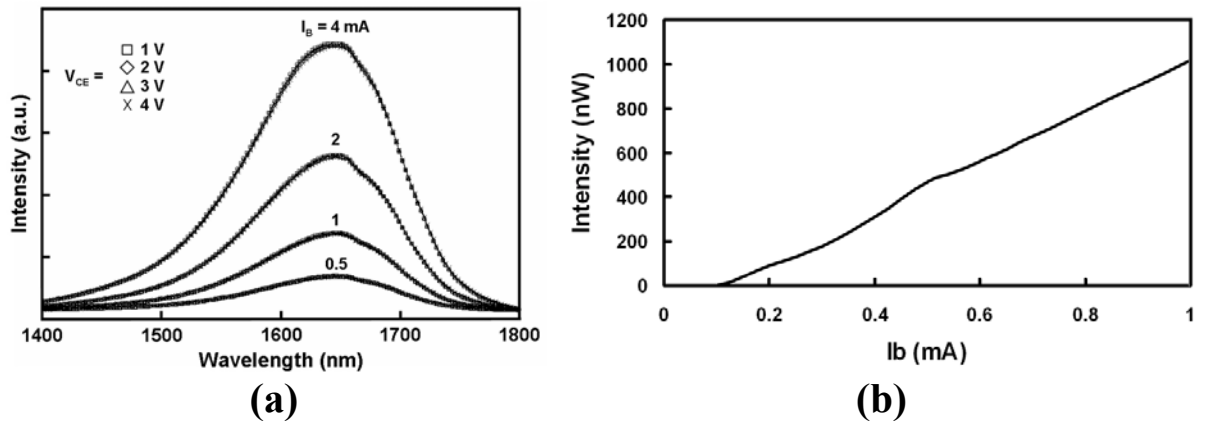 I_B = 4 mA
V_CE =
□ 1 V
◇ 2 V
△ 3 V
X 4 V
2
1
0.5
Intensity (a.u.)
1400 1500 1600 1700 1800
Wavelength (nm)
(a)
1200
1000
800
600
400
200
0
Intensity (nW)
0 0.2 0.4 0.6 0.8 1
Ib (mA)
(b)